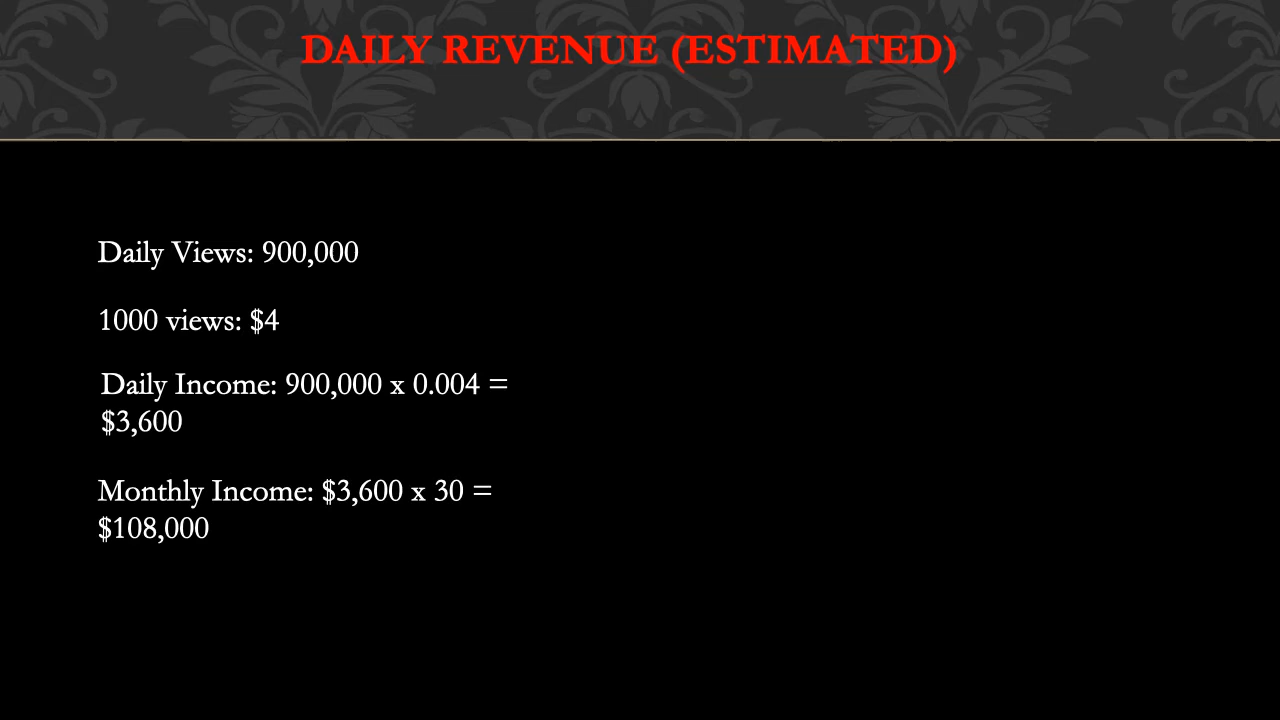 DAILY REVENUE (ESTIMATED)
Daily Views: 900,000
1000 views: $4
Daily Income: 900,000 x 0.004 =
$3,600
Monthly Income: $3,600 x 30 =
$108,000